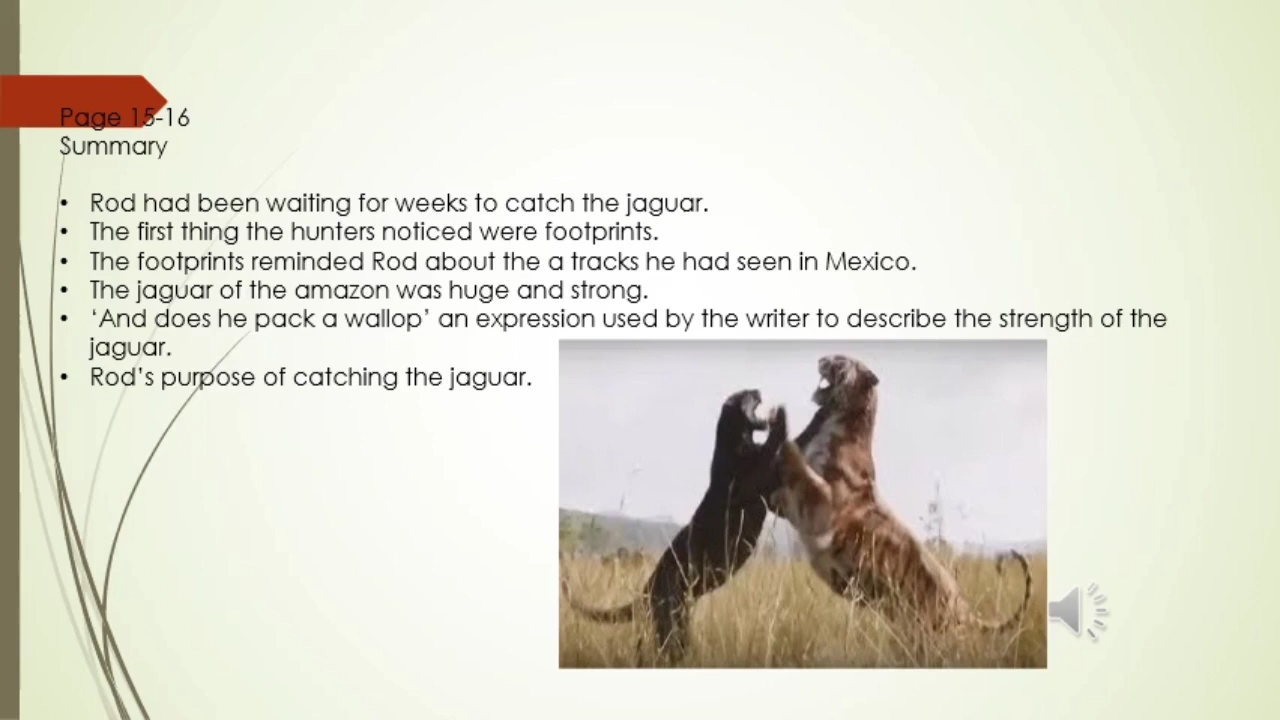 Page 15-16
Summary
• Rod had been waiting for weeks to catch the jaguar.
• The first thing the hunters noticed were footprints.
• The footprints reminded Rod about the a tracks he had seen in Mexico.
• The jaguar of the amazon was huge and strong.
• ‘And does he pack a wallop’ an expression used by the writer to describe the strength of the
jaguar.
• Rod’s purpose of catching the jaguar.